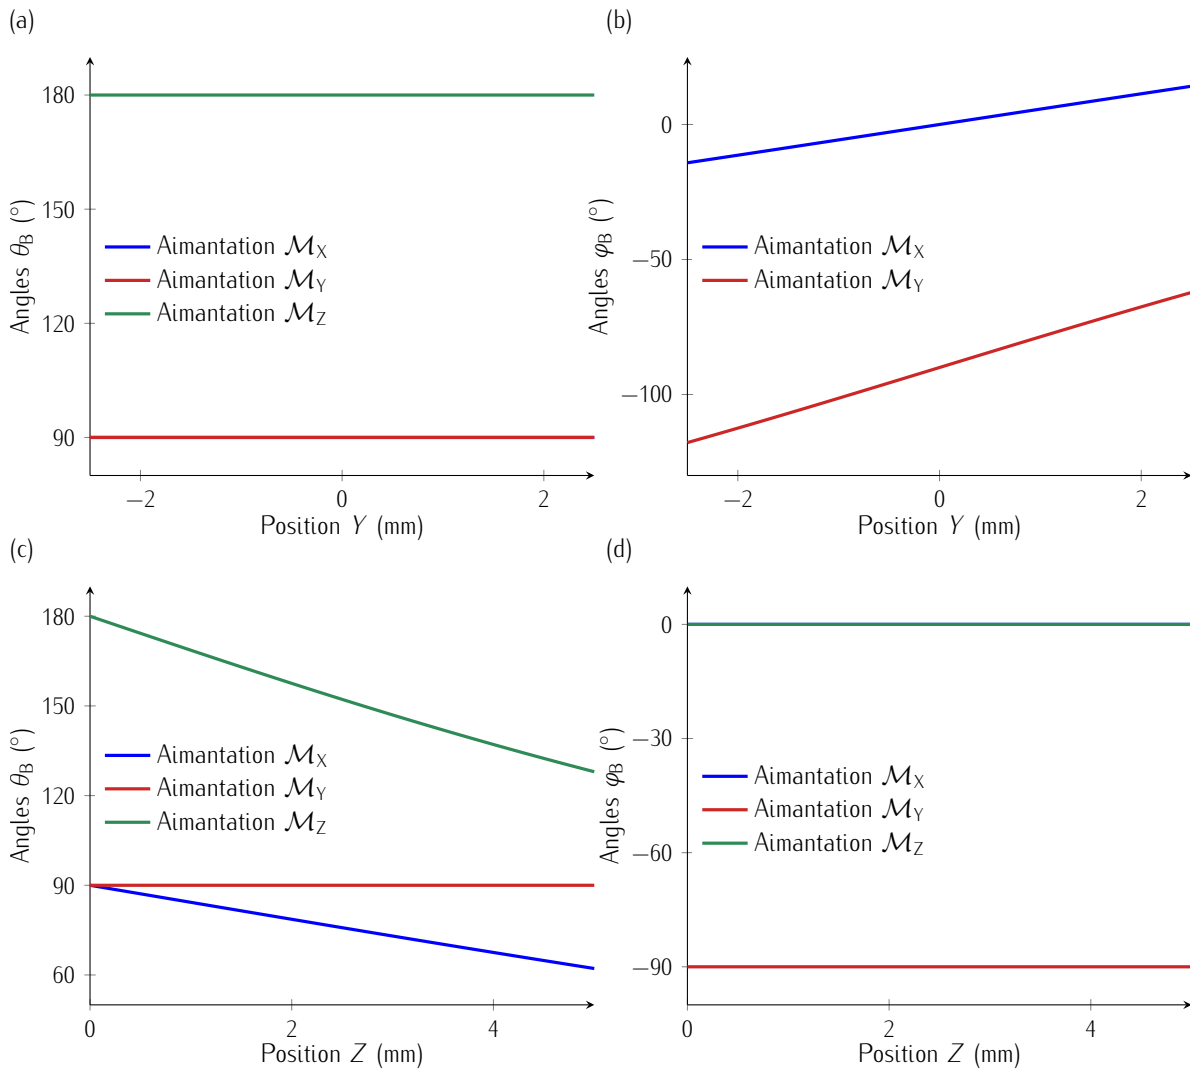 (a)
180
150
120
90
−2
0
2
Angles θB (°)
Position Y (mm)
Aimantation ℳX
Aimantation ℳY
Aimantation ℳZ
(b)
0
−50
−100
−2
0
2
Angles φB (°)
Position Y (mm)
Aimantation ℳX
Aimantation ℳY
(c)
180
150
120
90
60
0
2
4
Angles θB (°)
Position Z (mm)
Aimantation ℳX
Aimantation ℳY
Aimantation ℳZ
(d)
0
−30
−60
−90
0
2
4
Angles φB (°)
Position Z (mm)
Aimantation ℳX
Aimantation ℳY
Aimantation ℳZ